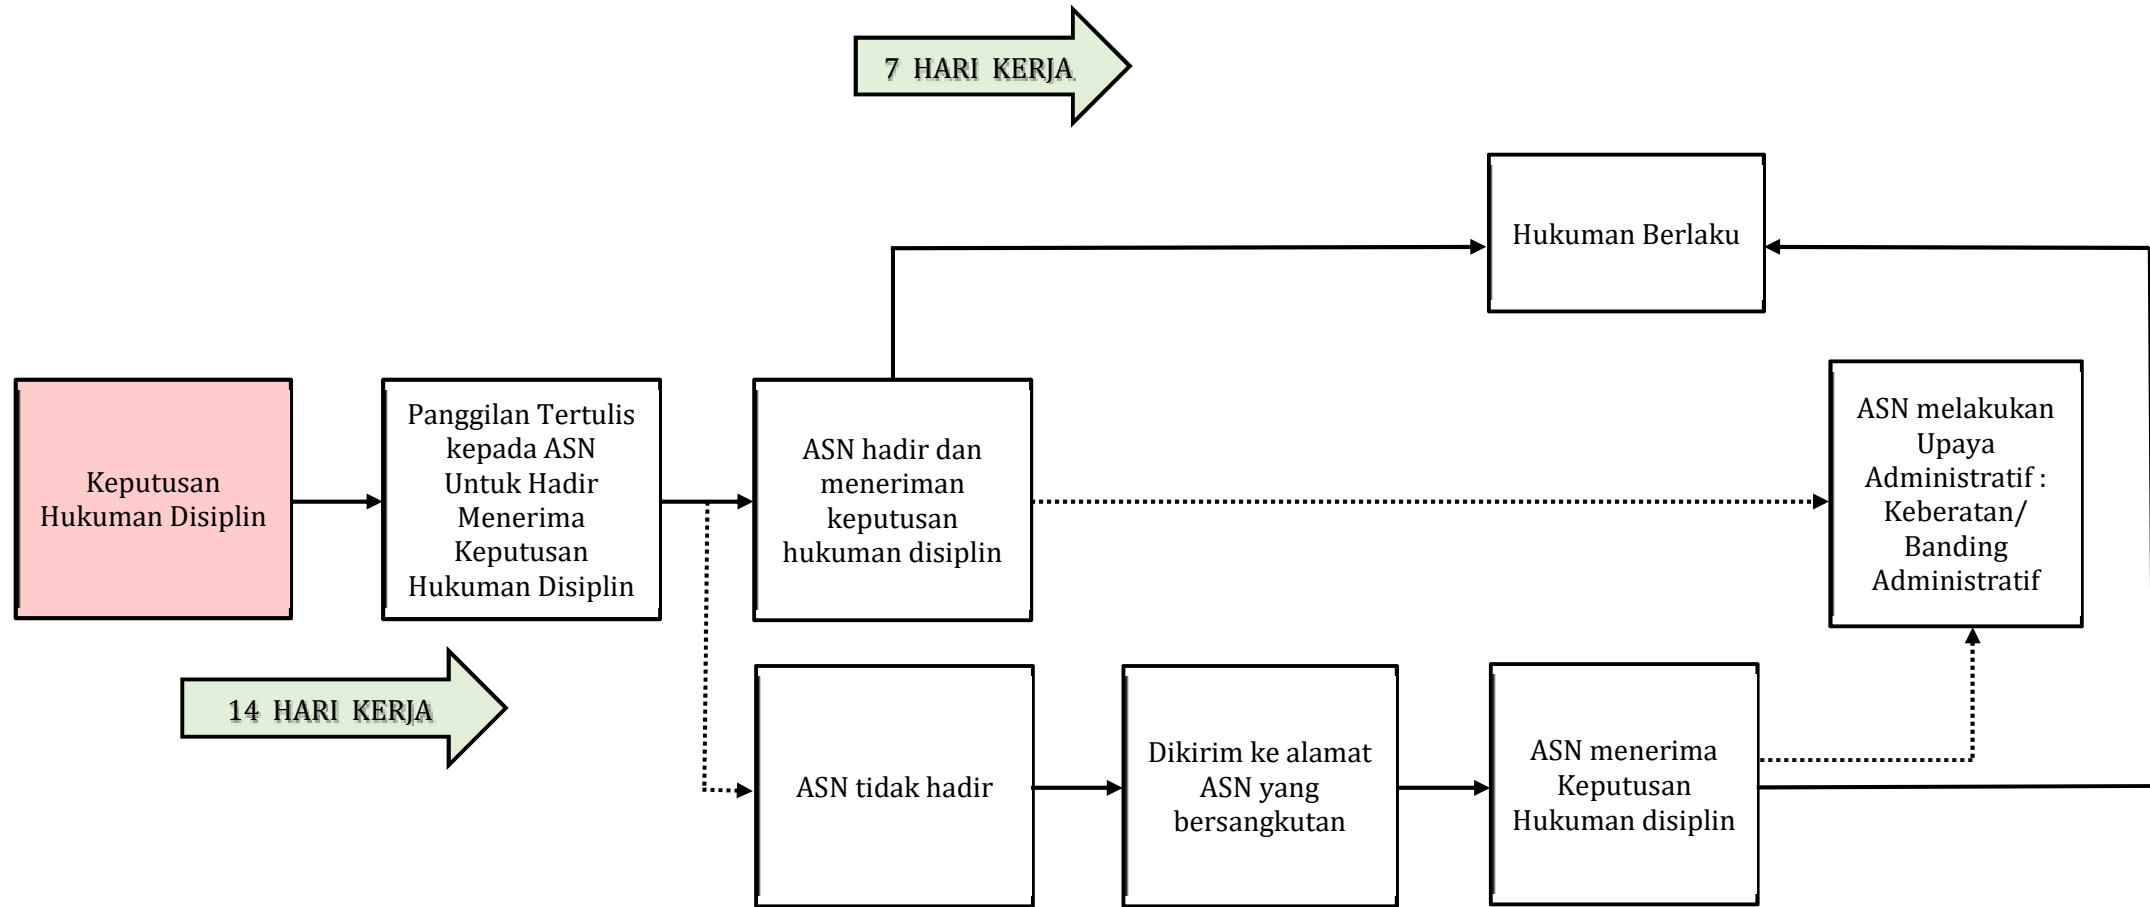 7 HARI KERJA
Hukuman Berlaku
Keputusan
Hukuman Disiplin
Panggilan Tertulis
kepada ASN
Untuk Hadir
Menerima
Keputusan
Hukuman Disiplin
ASN hadir dan
meneriman
keputusan
hukuman disiplin
ASN melakukan
Upaya
Administratif :
Keberatan/
Banding
Administratif
14 HARI KERJA
ASN tidak hadir
Dikirim ke alamat
ASN yang
bersangkutan
ASN menerima
Keputusan
Hukuman disiplin